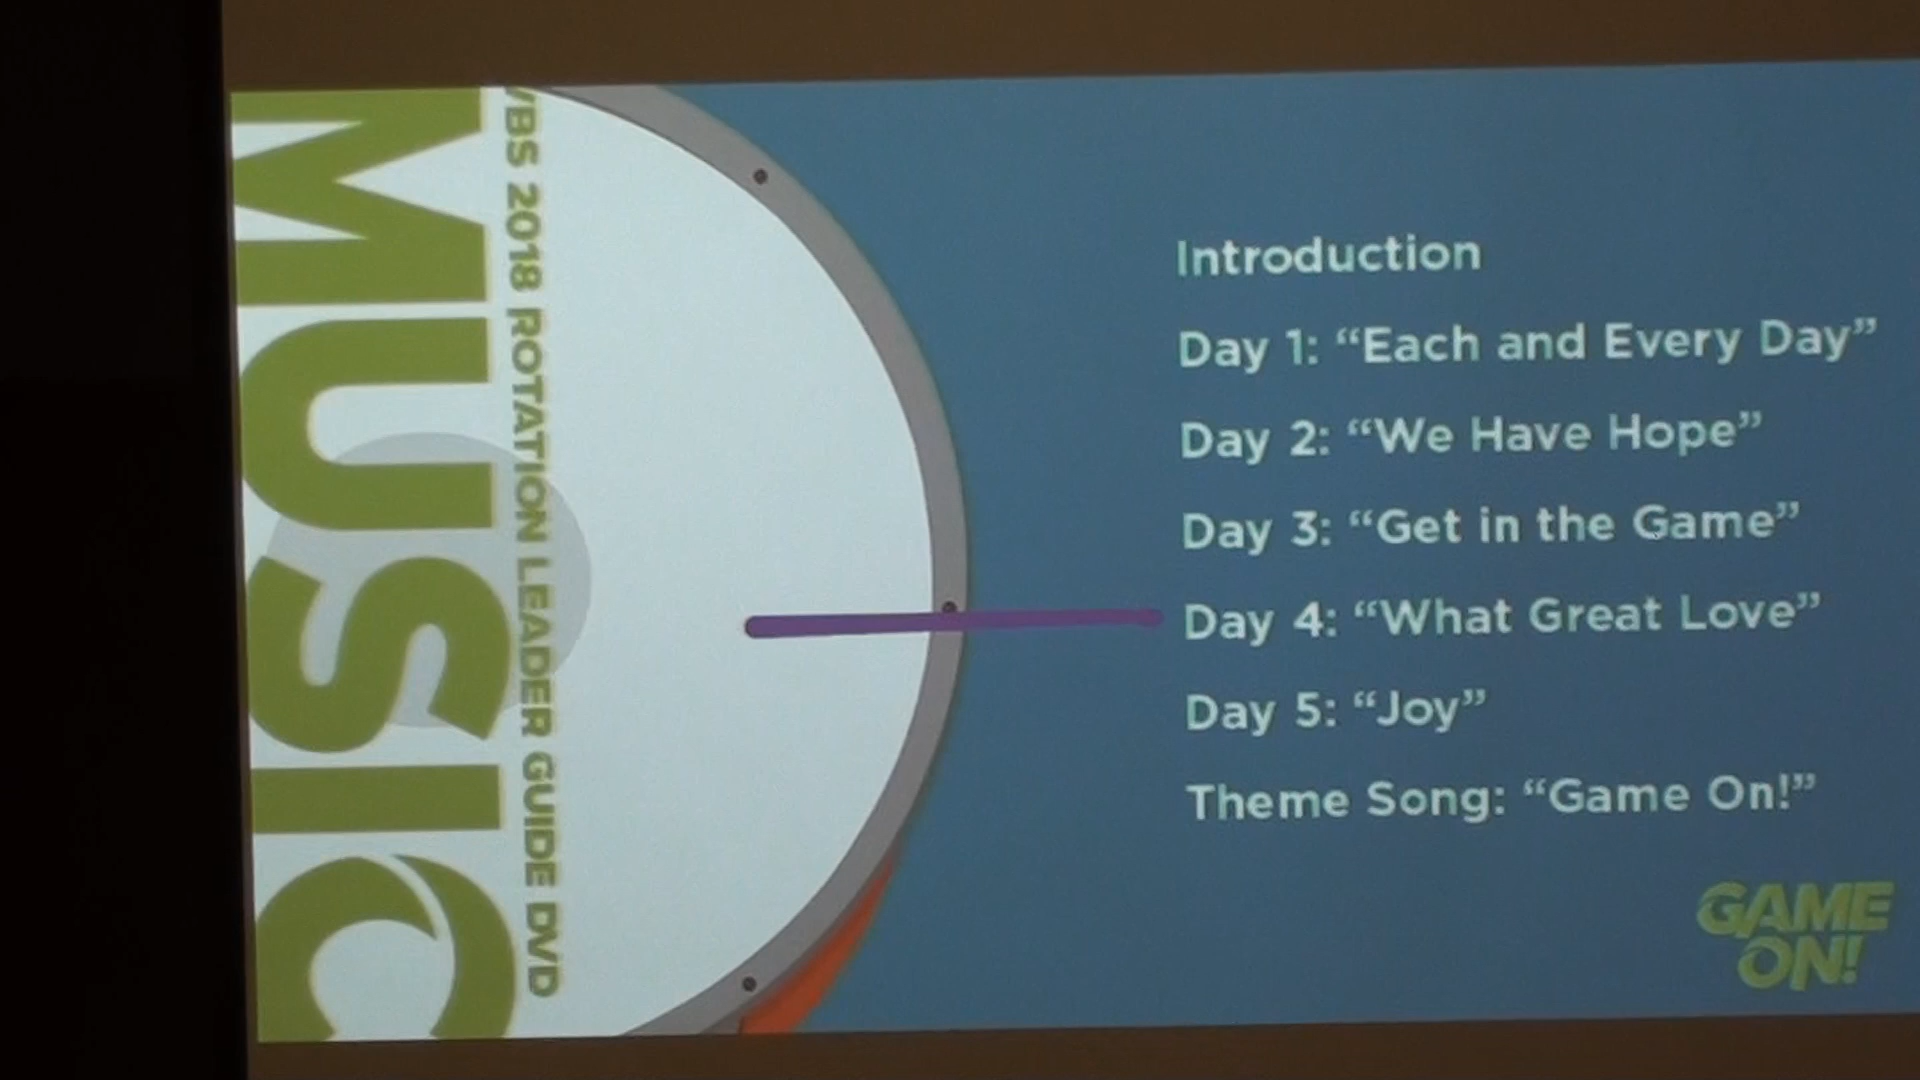 MUSIC
VBS 2018 ROTATION LEADER GUIDE DVD
Introduction
Day 1: “Each and Every Day”
Day 2: “We Have Hope”
Day 3: “Get in the Game”
Day 4: “What Great Love”
Day 5: “Joy”
Theme Song: “Game On!”
GAME
ON!